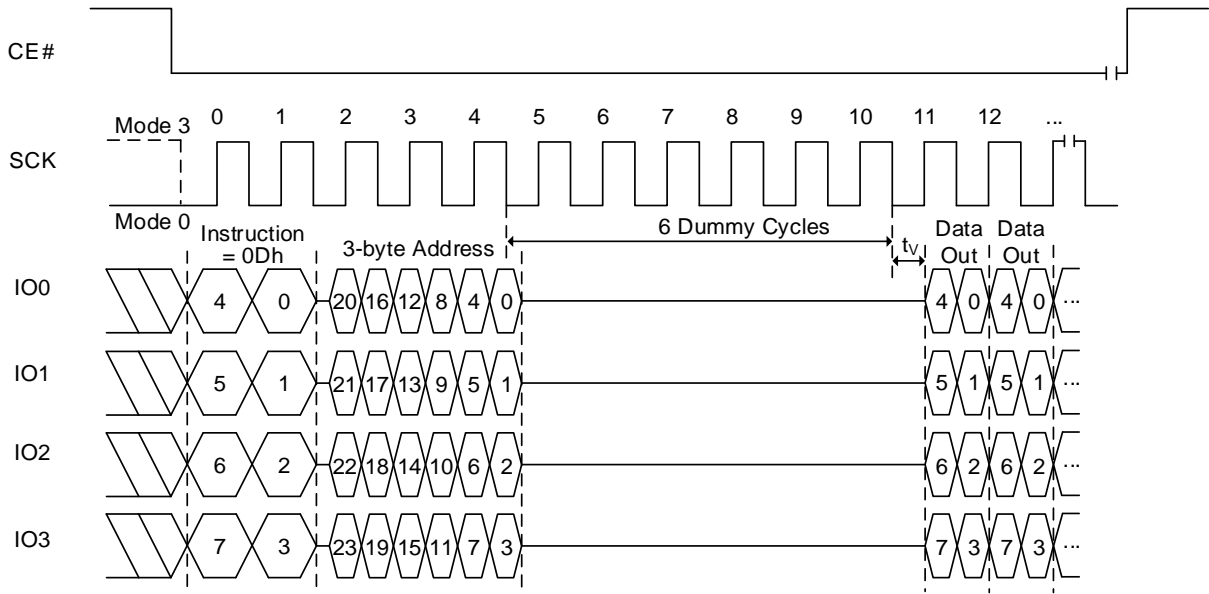 CE#
Mode 3 0 1 2 3 4 5 6 7 8 9 10 11 12 ...
SCK
Mode 0
Instruction = 0Dh
3-byte Address
6 Dummy Cycles
tV
Data Out
Data Out
IO0 4 0 20 16 12 8 4 0 4 0 4 0 ...
IO1 5 1 21 17 13 9 5 1 5 1 5 1 ...
IO2 6 2 22 18 14 10 6 2 6 2 6 2 ...
IO3 7 3 23 19 15 11 7 3 7 3 7 3 ...